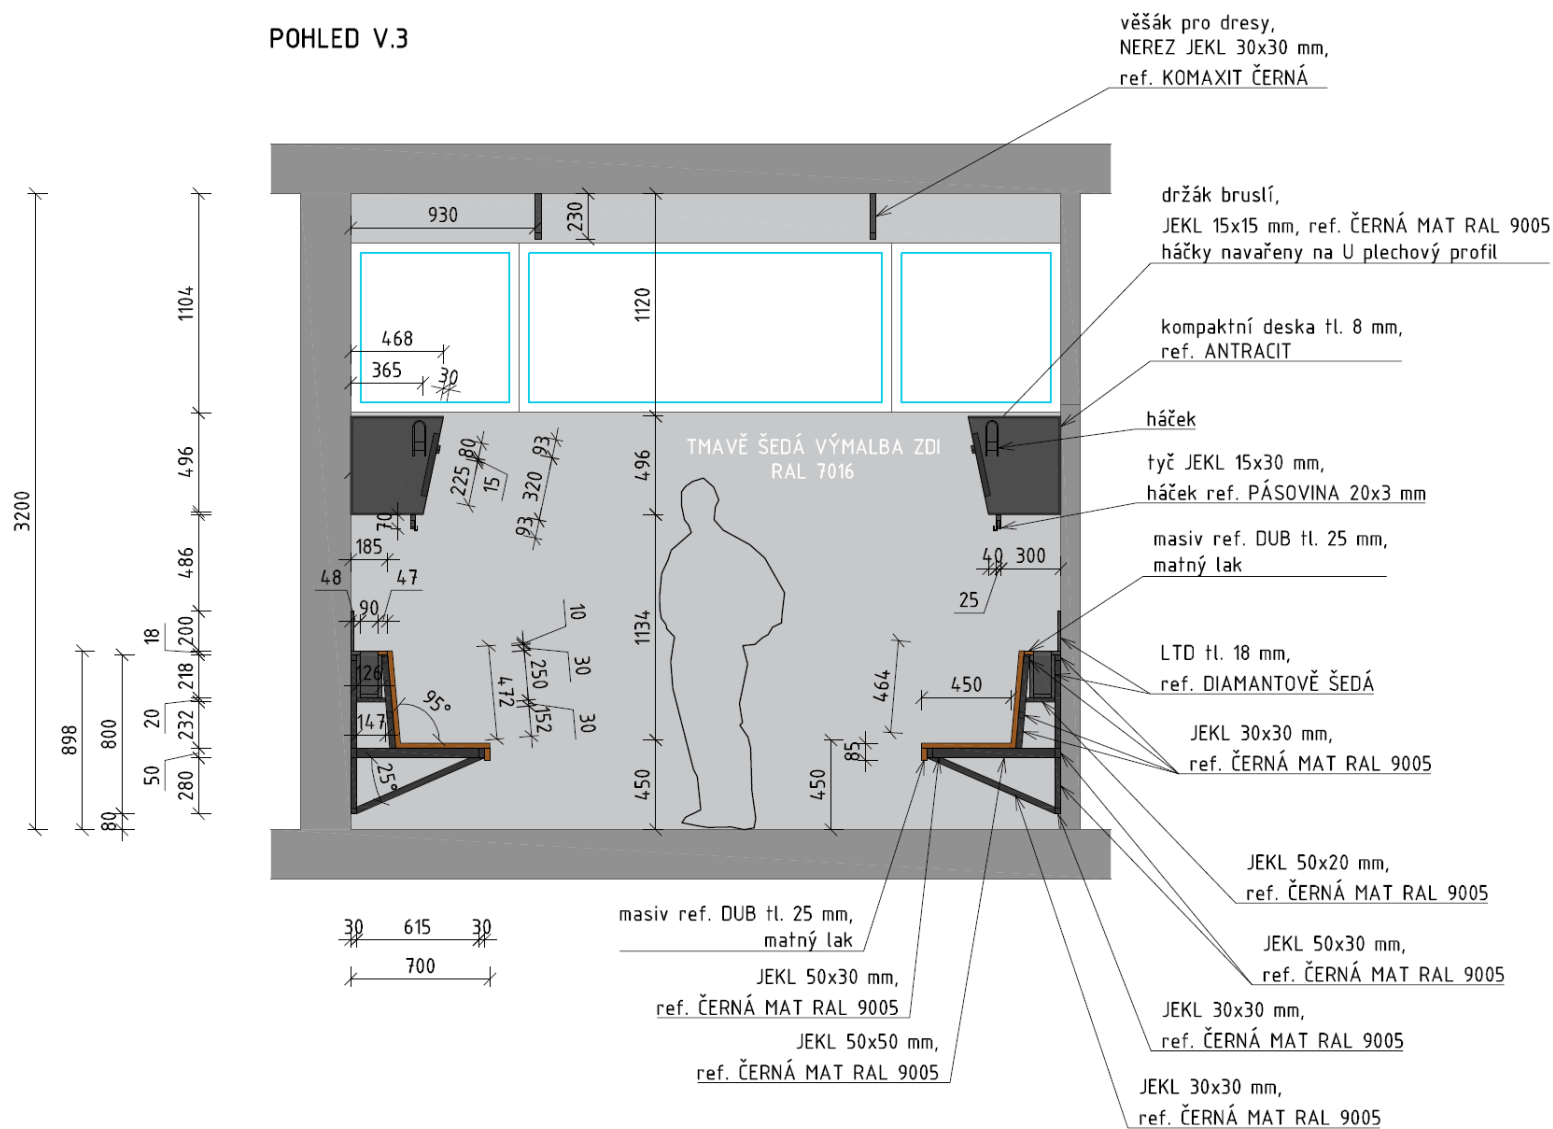 POHLED V.3
věšák pro dresy,
NEREZ JEKL 30x30 mm,
ref. KOMAXIT ČERNÁ
držák bruslí,
JEKL 15x15 mm, ref. ČERNÁ MAT RAL 9005
háčky navařeny na U plechový profil
kompaktní deska tl. 8 mm,
ref. ANTRACIT
háček
tyč JEKL 15x30 mm,
háček ref. PÁSOVINA 20x3 mm
masiv ref. DUB tl. 25 mm,
matný lak
LTD tl. 18 mm,
ref. DIAMANTOVĚ ŠEDÁ
JEKL 30x30 mm,
ref. ČERNÁ MAT RAL 9005
JEKL 50x20 mm,
ref. ČERNÁ MAT RAL 9005
JEKL 50x30 mm,
ref. ČERNÁ MAT RAL 9005
JEKL 30x30 mm,
ref. ČERNÁ MAT RAL 9005
JEKL 30x30 mm,
ref. ČERNÁ MAT RAL 9005
masiv ref. DUB tl. 25 mm,
matný lak
JEKL 50x30 mm,
ref. ČERNÁ MAT RAL 9005
JEKL 50x50 mm,
ref. ČERNÁ MAT RAL 9005
TMAVĚ ŠEDÁ VÝMALBA ZDI
RAL 7016
3200
1104
496
486
200
18
218
20
232
50
280
898
800
80
930
230
1120
468
365
30
496
80
225
15
93
320
93
70
185
48
47
90
126
147
95°
25°
10
30
250
472
152
30
1134
450
464
450
85
450
40
300
25
30
615
30
700